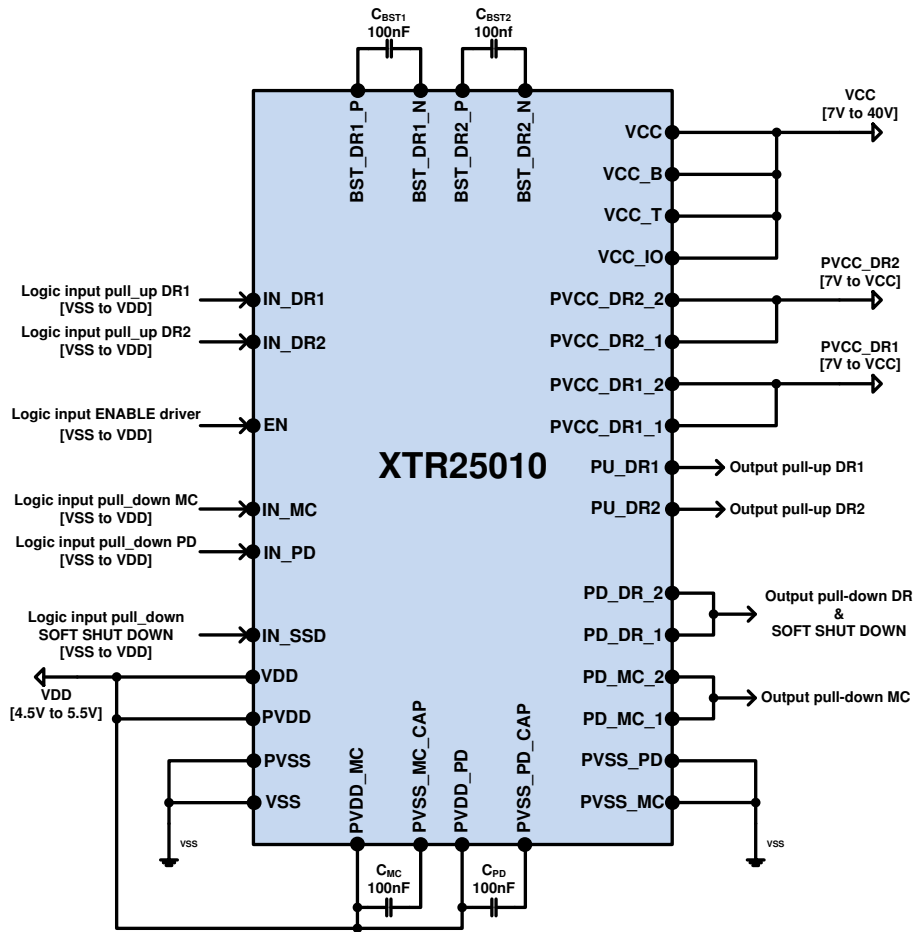 CBST1
100nF
CBST2
100nf
BST_DR1_P
BST_DR1_N
BST_DR2_P
BST_DR2_N
VCC
VCC_B
VCC_T
VCC_IO
PVCC_DR2_2
PVCC_DR2_1
PVCC_DR1_2
PVCC_DR1_1
PU_DR1
PU_DR2
PD_DR_2
PD_DR_1
PD_MC_2
PD_MC_1
PVSS_PD
PVSS_MC
VCC
[7V to 40V]
PVCC_DR2
[7V to VCC]
PVCC_DR1
[7V to VCC]
Output pull-up DR1
Output pull-up DR2
Output pull-down DR
&
SOFT SHUT DOWN
Output pull-down MC
VSS
XTR25010
Logic input pull_up DR1
[VSS to VDD]
Logic input pull_up DR2
[VSS to VDD]
Logic input ENABLE driver
[VSS to VDD]
Logic input pull_down MC
[VSS to VDD]
Logic input pull_down PD
[VSS to VDD]
Logic input pull_down
SOFT SHUT DOWN
[VSS to VDD]
VDD
[4.5V to 5.5V]
IN_DR1
IN_DR2
EN
IN_MC
IN_PD
IN_SSD
VDD
PVDD
PVSS
VSS
VSS
PVDD_MC
PVSS_MC_CAP
PVDD_PD
PVSS_PD_CAP
CMC
100nF
CPD
100nF